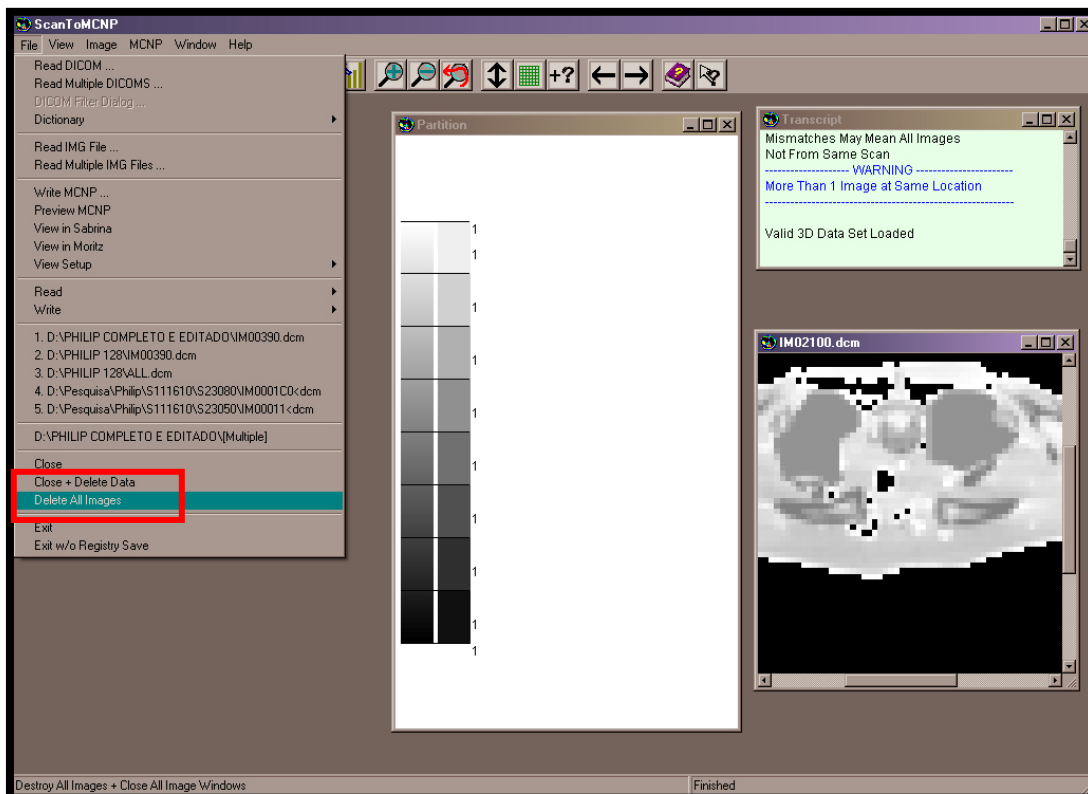 ScanToMCNP
File View Image MCNP Window Help
Read DICOM ...
Read Multiple DICOMS ...
DICOM Filter Dialog ...
Dictionary
Read IMG File ...
Read Multiple IMG Files ...
Write MCNP ...
Preview MCNP
View in Sabrina
View in Moritz
View Setup
Read
Write
1. D:\PHILIP COMPLETO E EDITADO\IM00390.dcm
2. D:\PHILIP 128\IM00390.dcm
3. D:\PHILIP 128\ALL.dcm
4. D:\Pesquisa\Philip\S111610\S23080\IM0001C0<dcm
5. D:\Pesquisa\Philip\S111610\S23050\IM00011<dcm
D:\PHILIP COMPLETO E EDITADO\[Multiple]
Close
Close + Delete Data
Delete All Images
Exit
Exit w/o Registry Save
+?
?
Partition
1
1
1
1
1
1
1
1
1
1
Transcript
Mismatches May Mean All Images
Not From Same Scan
-------------------- WARNING -----------------------
More Than 1 Image at Same Location
-----------------------------------------------------------
Valid 3D Data Set Loaded
IM02100.dcm
Destroy All Images + Close All Image Windows
Finished